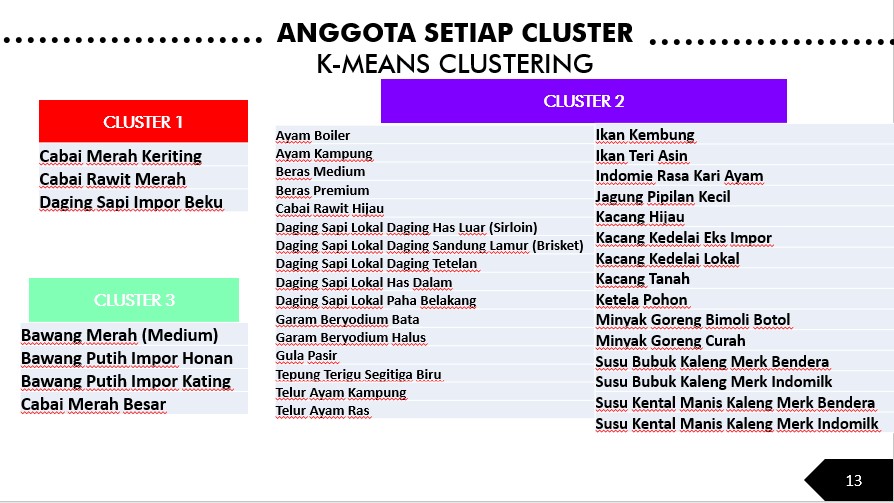 ANGGOTA SETIAP CLUSTER
K-MEANS CLUSTERING
CLUSTER 1
Cabai Merah Keriting
Cabai Rawit Merah
Daging Sapi Impor Beku
CLUSTER 3
Bawang Merah (Medium)
Bawang Putih Impor Honan
Bawang Putih Impor Kating
Cabai Merah Besar
CLUSTER 2
Ayam Boiler
Ayam Kampung
Beras Medium
Beras Premium
Cabai Rawit Hijau
Daging Sapi Lokal Daging Has Luar (Sirloin)
Daging Sapi Lokal Daging Sandung Lamur (Brisket)
Daging Sapi Lokal Daging Tetelan
Daging Sapi Lokal Has Dalam
Daging Sapi Lokal Paha Belakang
Garam Beryodium Bata
Garam Beryodium Halus
Gula Pasir
Tepung Terigu Segitiga Biru
Telur Ayam Kampung
Telur Ayam Ras
Ikan Kembung
Ikan Teri Asin
Indomie Rasa Kari Ayam
Jagung Pipilan Kecil
Kacang Hijau
Kacang Kedelai Eks Impor
Kacang Kedelai Lokal
Kacang Tanah
Ketela Pohon
Minyak Goreng Bimoli Botol
Minyak Goreng Curah
Susu Bubuk Kaleng Merk Bendera
Susu Bubuk Kaleng Merk Indomilk
Susu Kental Manis Kaleng Merk Bendera
Susu Kental Manis Kaleng Merk Indomilk
13